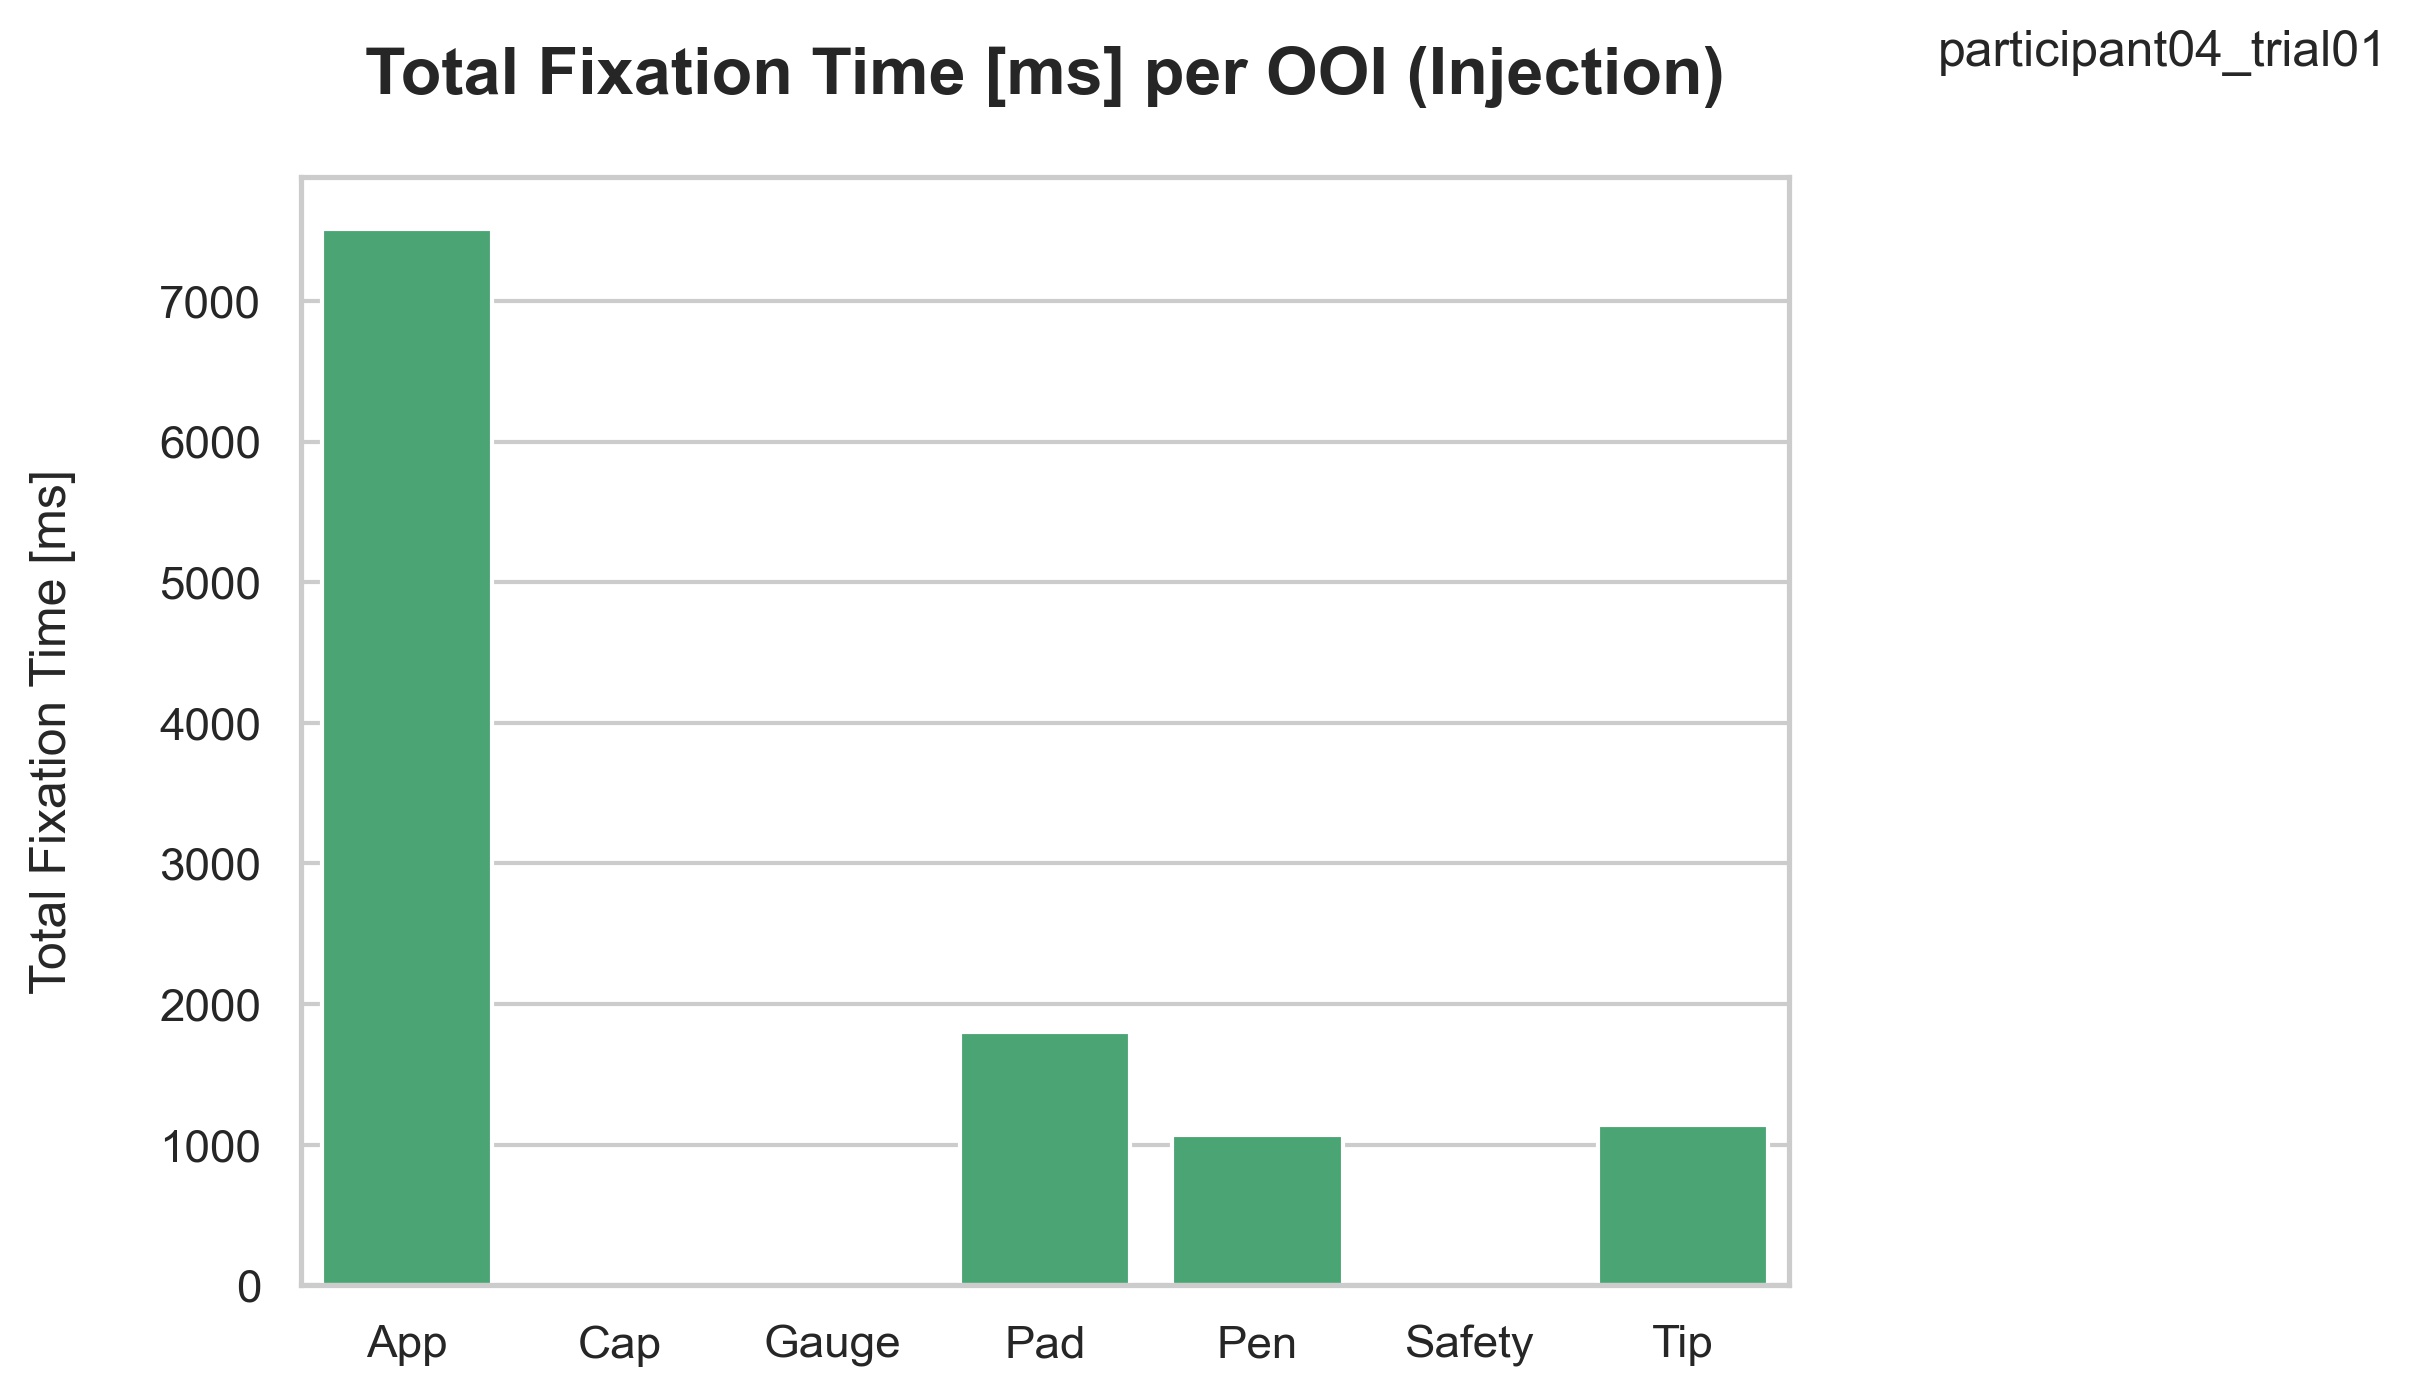 participant04_trial01
Total Fixation Time [ms] per OOI (Injection)
Total Fixation Time [ms]
7000
6000
5000
4000
3000
2000
1000
0
App Cap Gauge Pad Pen Safety Tip